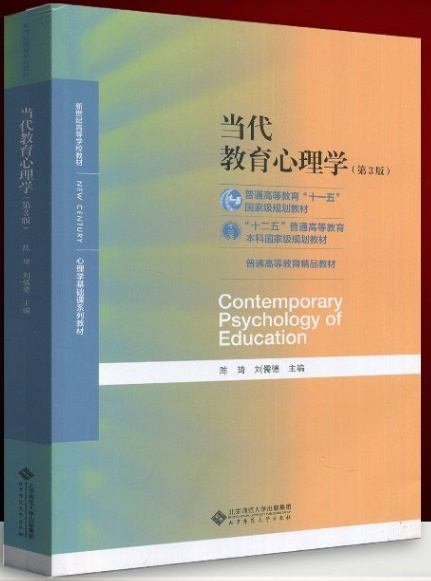 当代教育心理学(第3版)
陈 琦 刘儒德 主编
新世纪高等学校教材
NEW CENTURY
心理学基础课系列教材
当代
教育心理学(第3版)
普通高等教育“十一五”
国家级规划教材
“十二五”普通高等教育
本科国家级规划教材
普通高等教育精品教材
Contemporary
Psychology of
Education
陈 琦 刘儒德 主编
北京师范大学出版集团
北京师范大学出版社